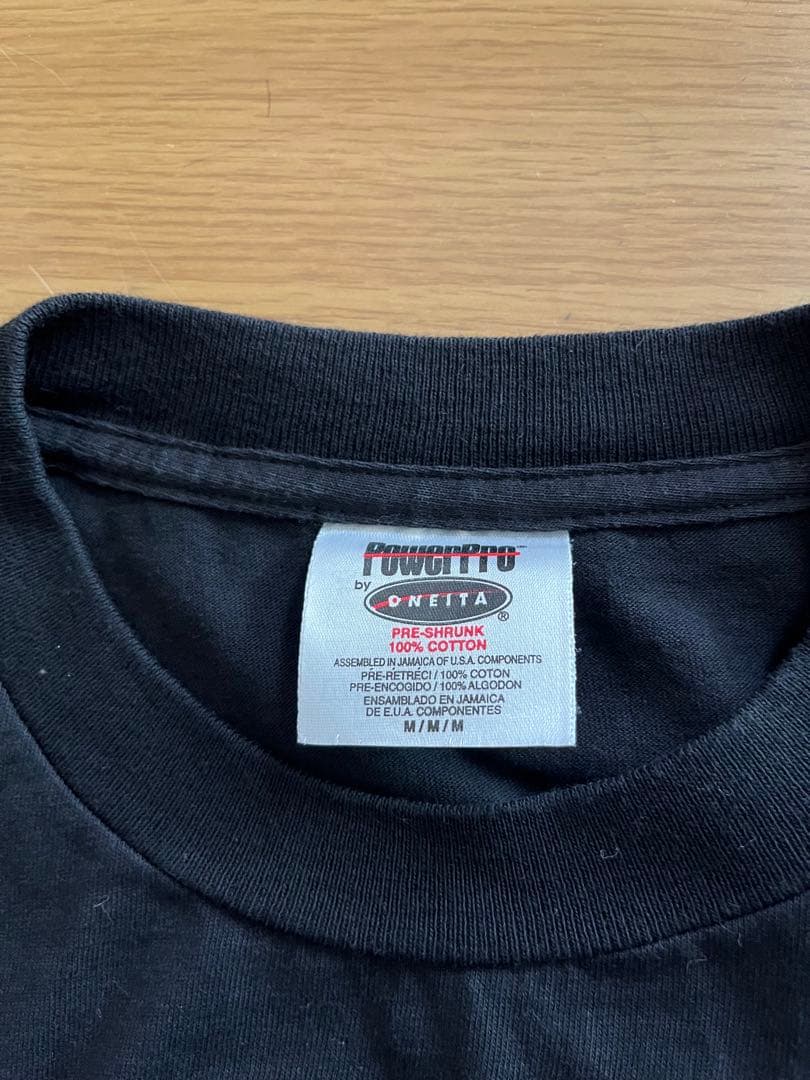 PowerPro™
by ONEITA®
PRE-SHRUNK
100% COTTON
ASSEMBLED IN JAMAICA OF U.S.A. COMPONENTS
PRÉ-RÉTRÉCI / 100% COTON
PRE-ENCOGIDO / 100% ALGODON
ENSAMBLADO EN JAMAICA
DE E.U.A. COMPONENTES
M / M / M